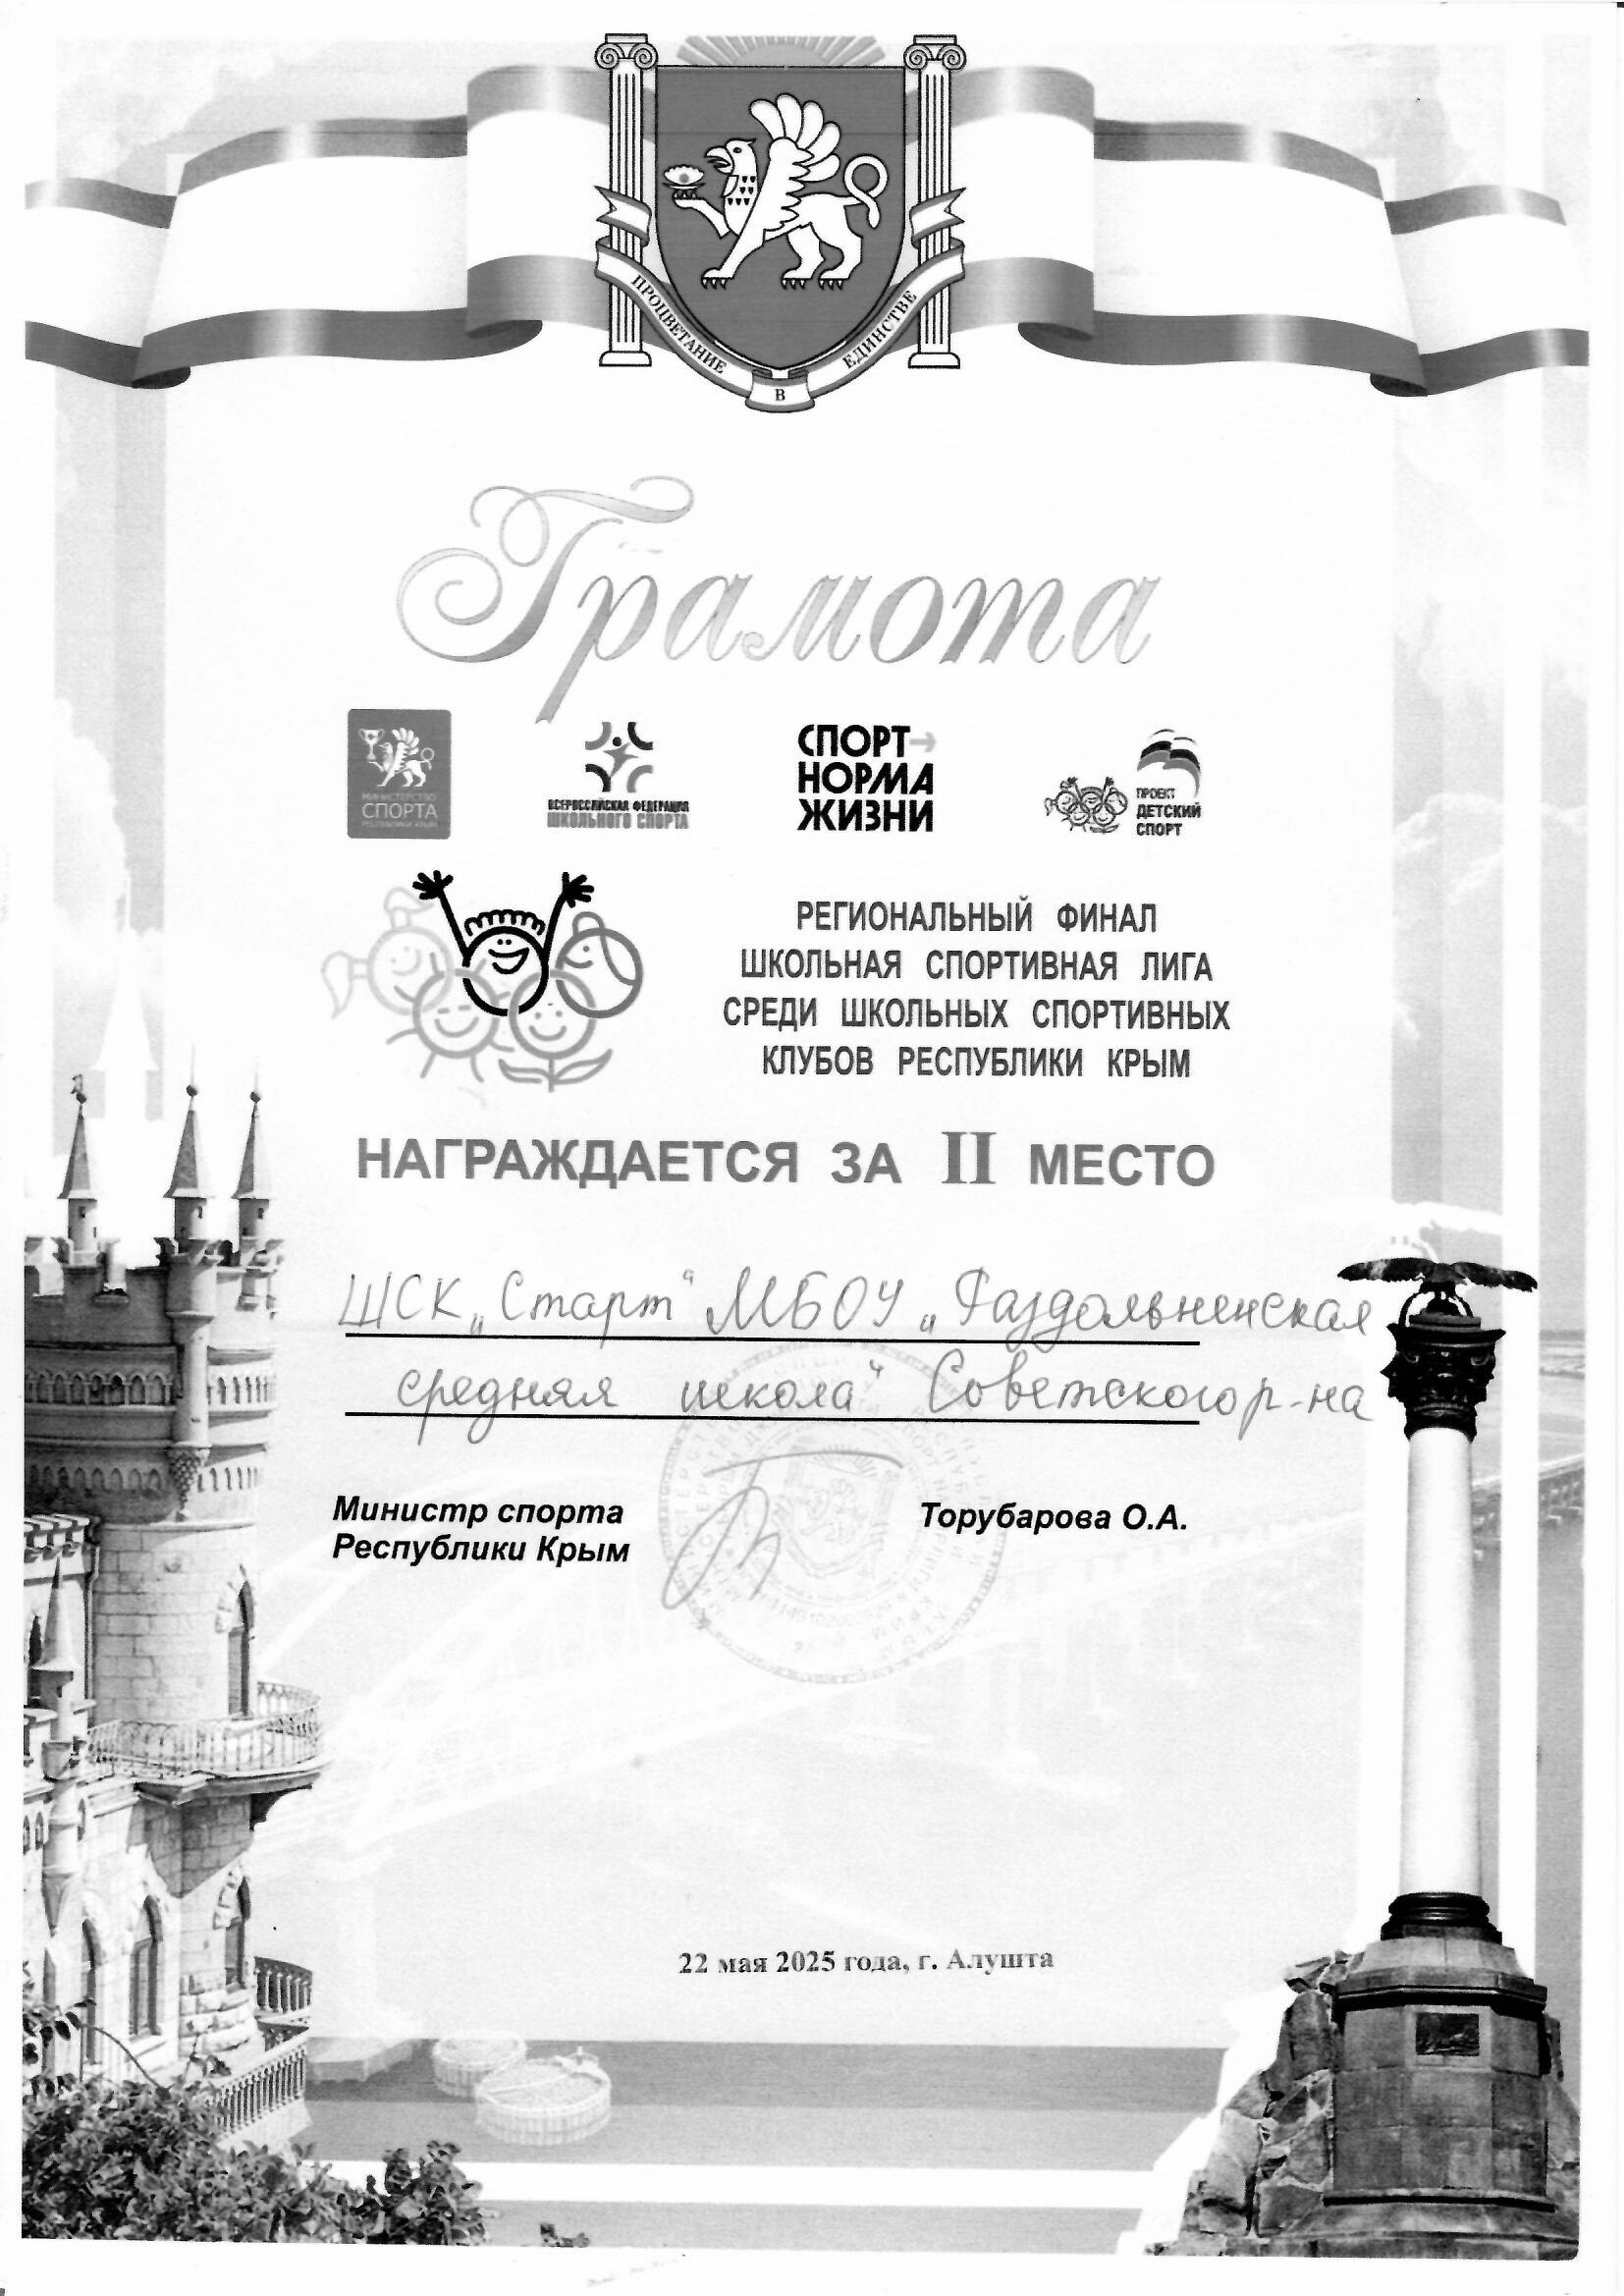 ПРОЦВЕТАНИЕ В ЕДИНСТВЕ
Грамота
МИНИСТЕРСТВО
СПОРТА
РЕСПУБЛИКИ КРЫМ
ВСЕРОССИЙСКАЯ ФЕДЕРАЦИЯ
ШКОЛЬНОГО СПОРТА
СПОРТ
НОРМА
ЖИЗНИ
ПРОЕКТ
ДЕТСКИЙ
СПОРТ
РЕГИОНАЛЬНЫЙ ФИНАЛ
ШКОЛЬНАЯ СПОРТИВНАЯ ЛИГА
СРЕДИ ШКОЛЬНЫХ СПОРТИВНЫХ
КЛУБОВ РЕСПУБЛИКИ КРЫМ
НАГРАЖДАЕТСЯ ЗА II МЕСТО
ШСК „Старт“ МБОУ „Раздольненская
средняя школа“ Советского р-на
Министр спорта
Республики Крым
Торубарова О.А.
22 мая 2025 года, г. Алушта